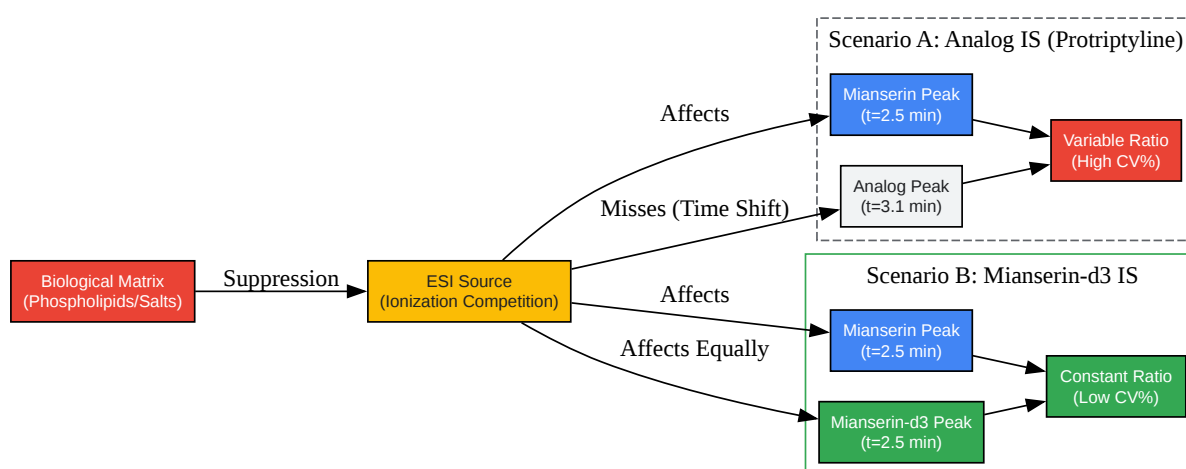 Scenario A: Analog IS (Protriptyline)
Mianserin Peak
(t=2.5 min)
Affects
Variable Ratio
(High CV%)
Analog Peak
(t=3.1 min)
Misses (Time Shift)
Biological Matrix
(Phospholipids/Salts)
Suppression
ESI Source
(Ionization Competition)
Scenario B: Mianserin-d3 IS
Affects
Mianserin Peak
(t=2.5 min)
Affects Equally
Constant Ratio
(Low CV%)
Mianserin-d3 Peak
(t=2.5 min)